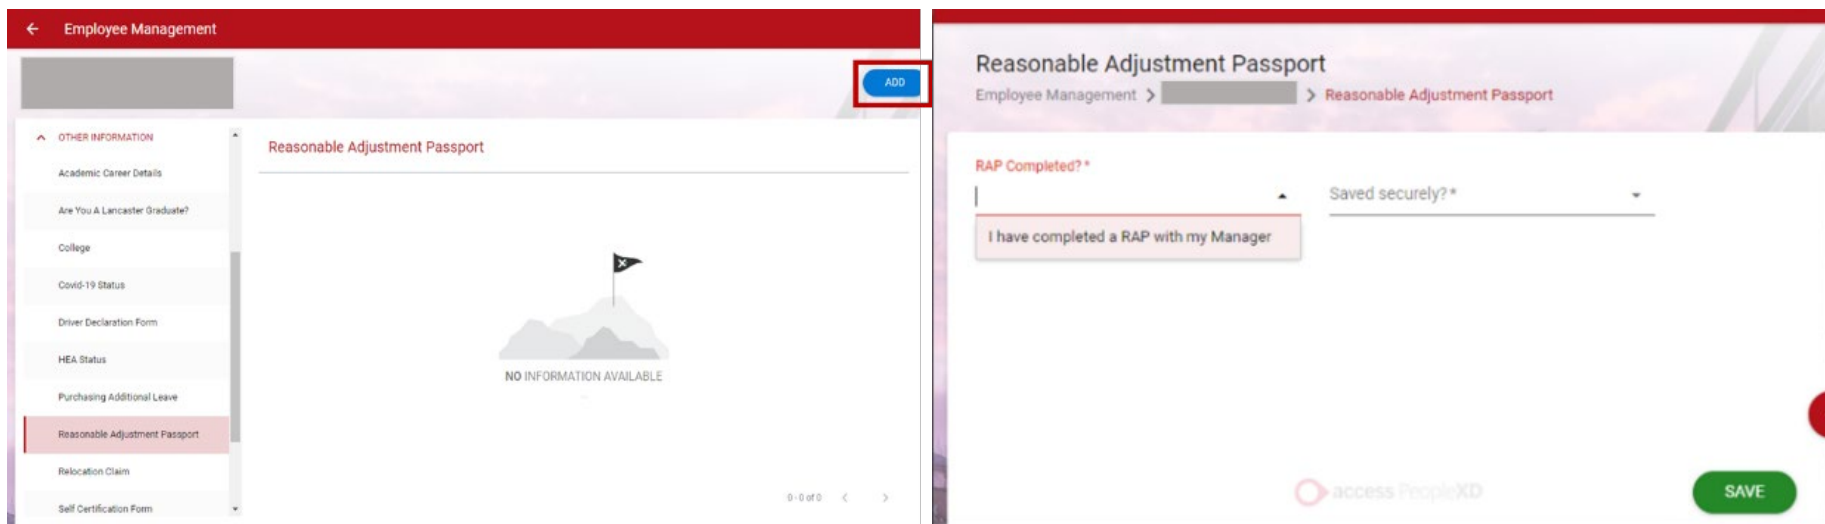 Employee Management
ADD
OTHER INFORMATION
Academic Career Details
Are You A Lancaster Graduate?
College
Covid-19 Status
Driver Declaration Form
HEA Status
Purchasing Additional Leave
Reasonable Adjustment Passport
Relocation Claim
Self Certification Form
Reasonable Adjustment Passport
NO INFORMATION AVAILABLE
0-0 of 0
Reasonable Adjustment Passport
Employee Management > > Reasonable Adjustment Passport
RAP Completed? *
Saved securely? *
I have completed a RAP with my Manager
access PeopleXD
SAVE